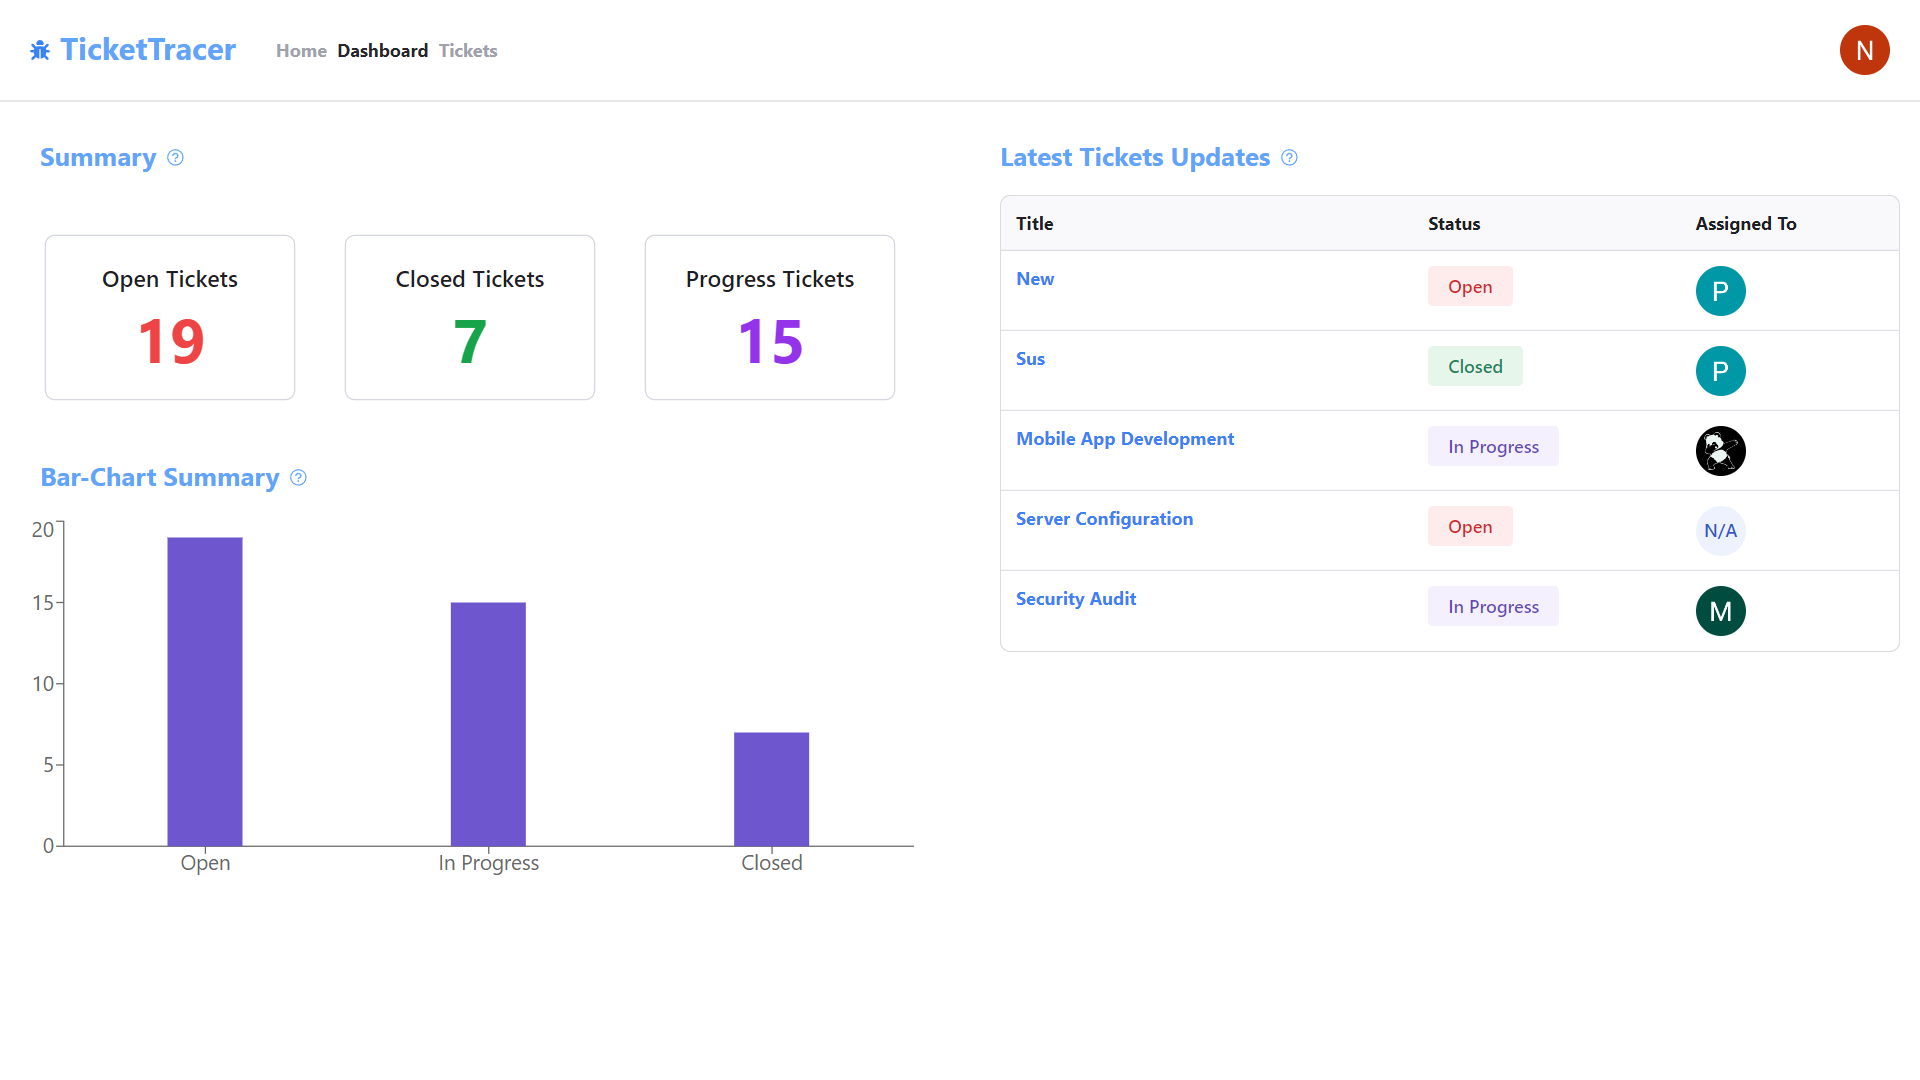 TicketTracer
Home Dashboard Tickets
N
Summary ?
Open Tickets
19
Closed Tickets
7
Progress Tickets
15
Bar-Chart Summary ?
20
15
10
5
0
Open In Progress Closed
Latest Tickets Updates ?
Title Status Assigned To
New Open P
Sus Closed P
Mobile App Development In Progress
Server Configuration Open N/A
Security Audit In Progress M